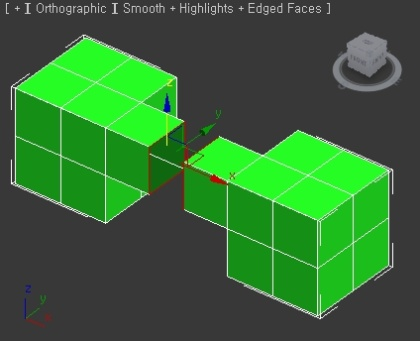 [ + ] Orthographic ] Smooth + Highlights + Edged Faces ]
z
y
x
z
y